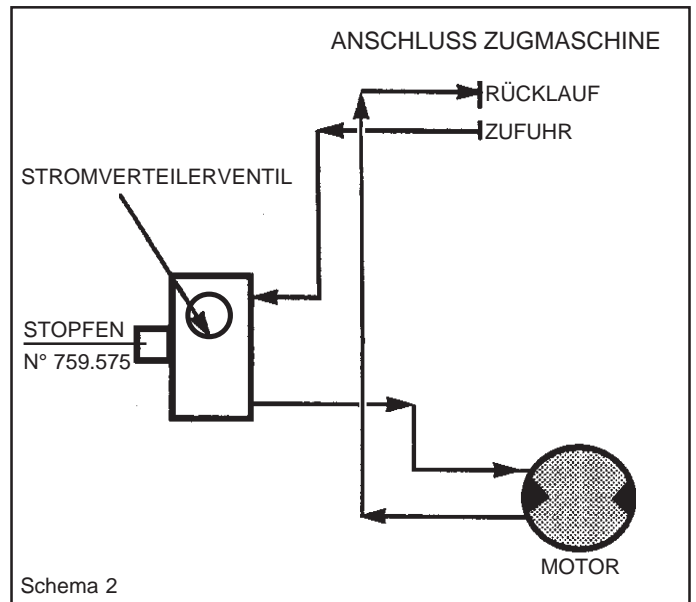 ANSCHLUSS ZUGMASCHINE
RÜCKLAUF
ZUFUHR
STROMVERTEILERVENTIL
STOPFEN
N° 759.575
MOTOR
Schema 2